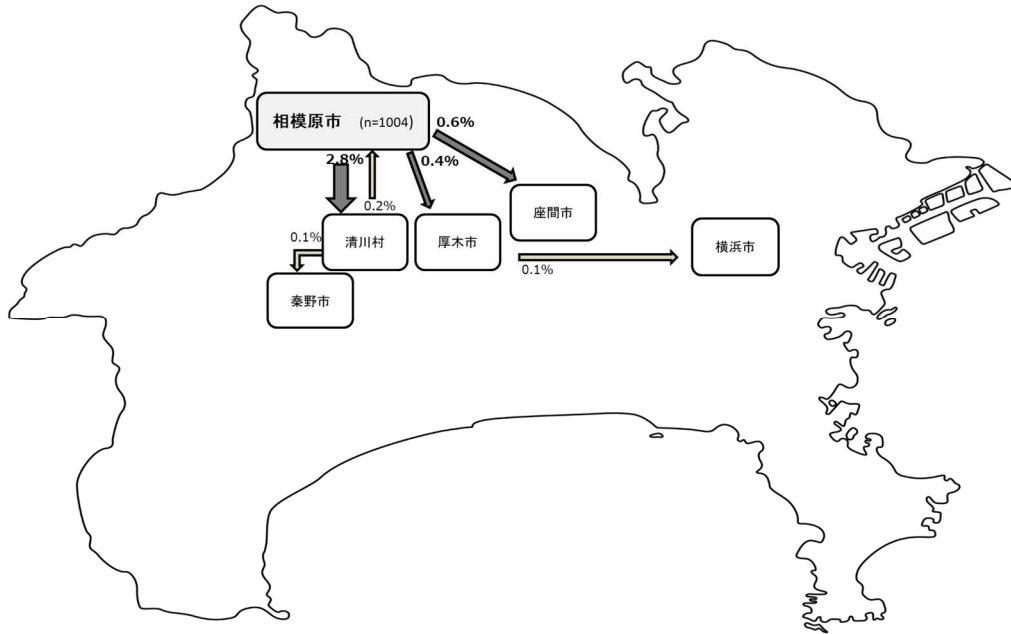 相模原市 (n=1004)
0.6%
2.8%
0.4%
0.2%
座間市
清川村
厚木市
横浜市
0.1%
0.1%
秦野市